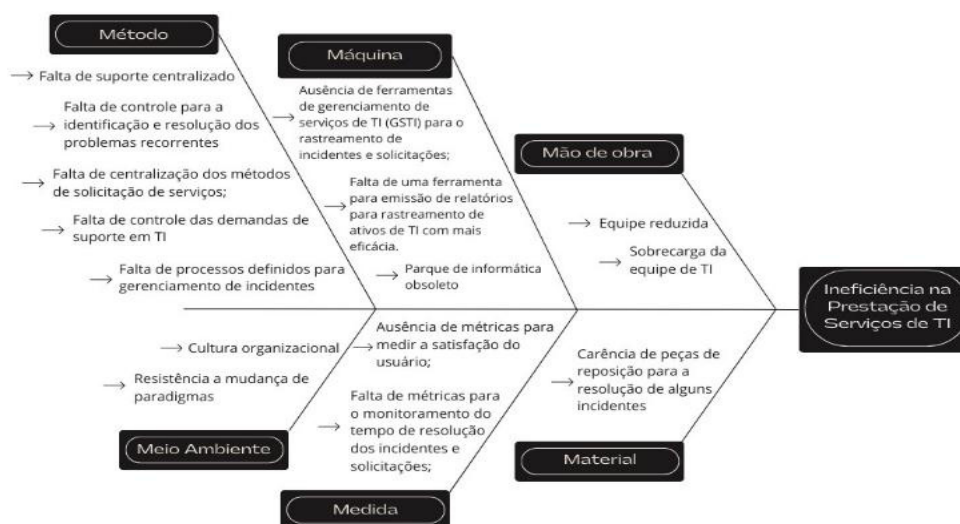 Método
Falta de suporte centralizado
Falta de controle para a
identificação e resolução dos
problemas recorrentes
Falta de centralização dos métodos
de solicitação de serviços;
Falta de controle das demandas de
suporte em TI
Falta de processos definidos para
gerenciamento de incidentes
Máquina
Ausência de ferramentas
de gerenciamento de
serviços de TI (GSTI) para o
rastreamento de
incidentes e solicitações;
Falta de uma ferramenta
para emissão de relatórios
para rastreamento de
ativos de TI com mais
eficácia.
Parque de informática
obsoleto
Mão de obra
Equipe reduzida
Sobrecarga da
equipe de TI
Ineficiência na
Prestação de
Serviços de TI
Cultura organizacional
Resistência a mudança de
paradigmas
Meio Ambiente
Ausência de métricas para
medir a satisfação do
usuário;
Falta de métricas para
o monitoramento do
tempo de resolução
dos incidentes e
solicitações;
Medida
Carência de peças de
reposição para a
resolução de alguns
incidentes
Material